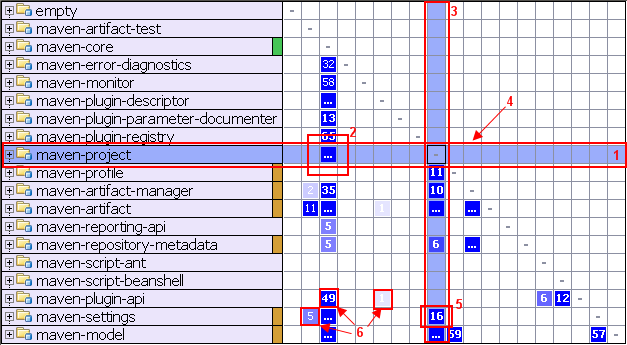 3
empty -
maven-artifact-test -
maven-core -
maven-error-diagnostics 32 -
maven-monitor 58 -
maven-plugin-descriptor ... - 4
maven-plugin-parameter-documenter 13 -
maven-plugin-registry 65 2 -
maven-project ... - 1
maven-profile 11 -
maven-artifact-manager 2 35 10 -
maven-artifact 11 ... 1 ... ... -
maven-reporting-api 5 -
maven-repository-metadata 5 6 ... -
maven-script-ant -
maven-script-beanshell -
maven-plugin-api 49 1 5 6 12 -
maven-settings 5 ... 6 16 -
maven-model ... ... 59 57 -